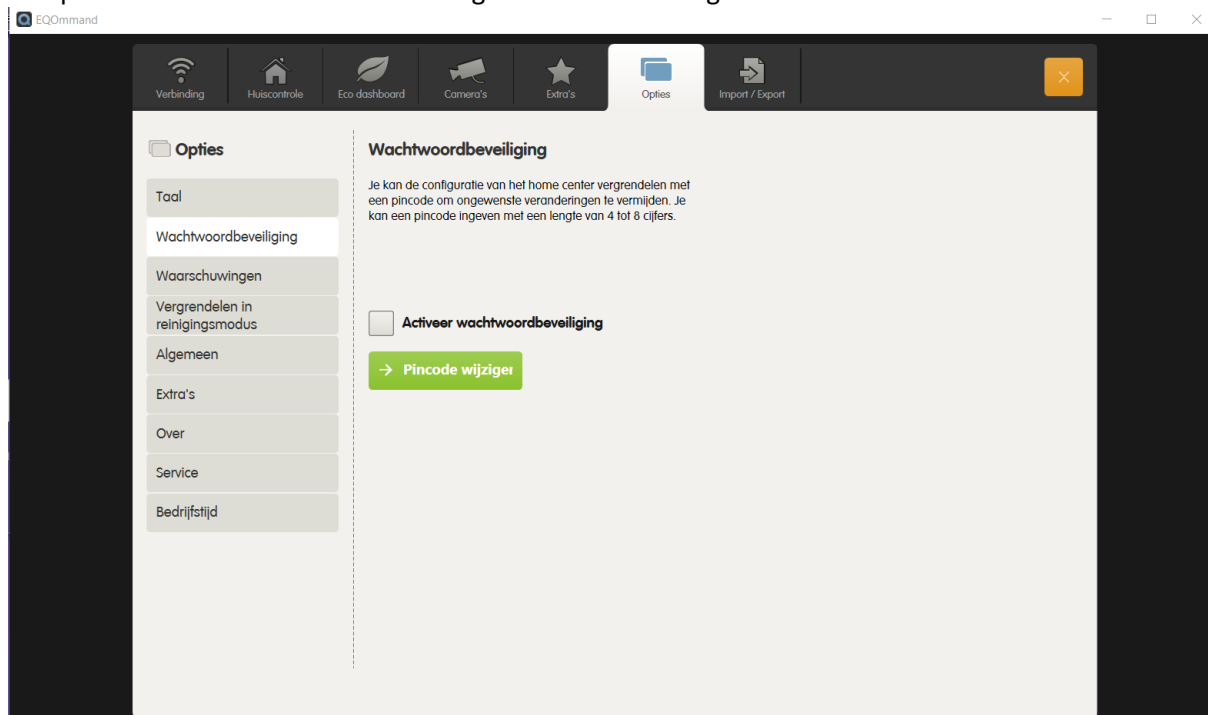 EQOmmand
Verbinding
Huiscontrole
Eco dashboard
Camera's
Extra's
Opties
Import / Export
Opties
Taal
Wachtwoordbeveiliging
Waarschuwingen
Vergrendelen in
reinigingsmodus
Algemeen
Extra's
Over
Service
Bedrijfstijd
Wachtwoordbeveiliging
Je kan de configuratie van het home center vergrendelen met
een pincode om ongewenste veranderingen te vermijden. Je
kan een pincode ingeven met een lengte van 4 tot 8 cijfers.
Activeer wachtwoordbeveiliging
Pincode wijziger